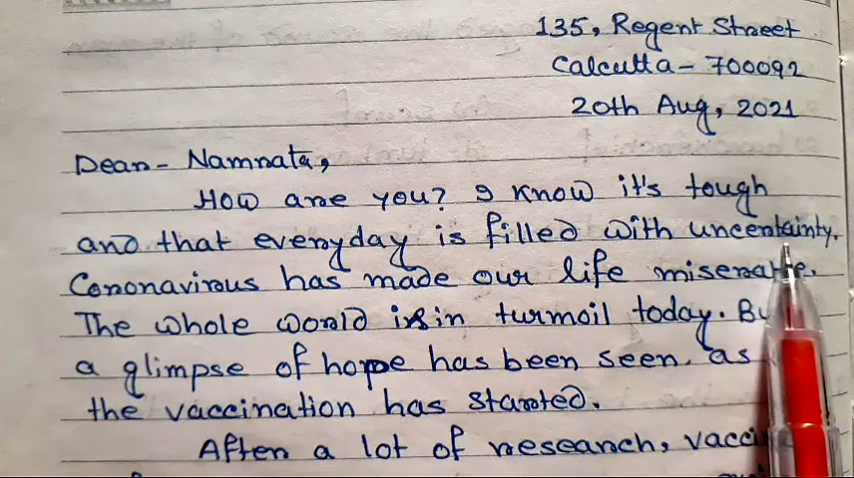 135, Regent Street
Calcutta - 700092
20th Aug, 2021
Dear - Namrata,
How are you? I know it's tough
and that everyday is filled with uncertainty.
Coronavirous has made our life miserable.
The whole world is in turmoil today.
a glimpse of hope has been seen. as
the vaccination has started.
After a lot of research,